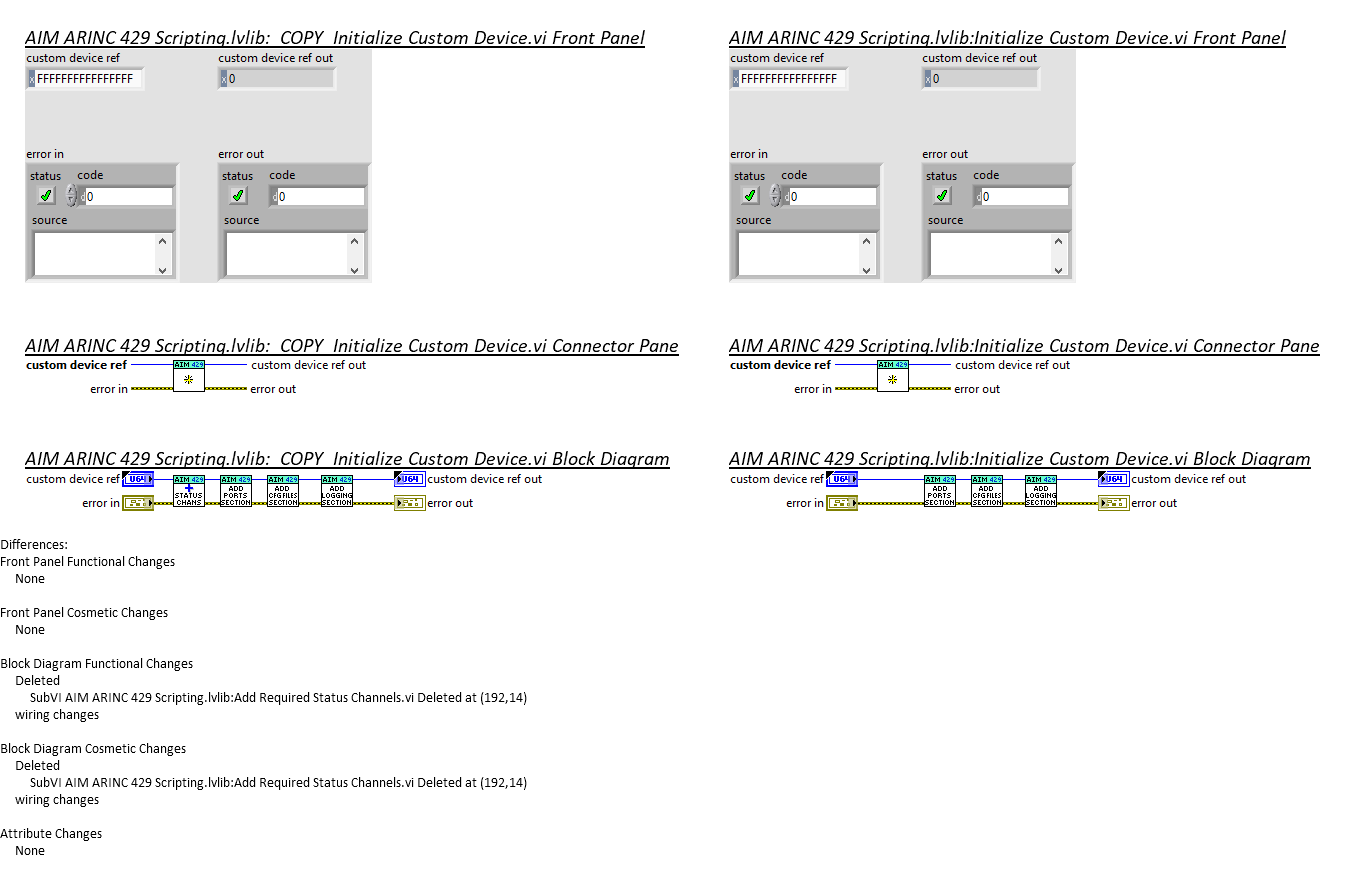 AIM ARINC 429 Scripting.lvlib:  COPY  Initialize Custom Device.vi Front Panel
custom device ref
custom device ref out
x FFFFFFFFFFFFFFFF
x 0
error in
error out
status
code
status
code
d 0
d 0
source
source
AIM ARINC 429 Scripting.lvlib:Initialize Custom Device.vi Front Panel
custom device ref
custom device ref out
x FFFFFFFFFFFFFFFF
x 0
error in
error out
status
code
status
code
d 0
d 0
source
source
AIM ARINC 429 Scripting.lvlib:  COPY  Initialize Custom Device.vi Connector Pane
custom device ref
AIM 429
custom device ref out
error in
error out
AIM ARINC 429 Scripting.lvlib:Initialize Custom Device.vi Connector Pane
custom device ref
AIM 429
custom device ref out
error in
error out
AIM ARINC 429 Scripting.lvlib:  COPY  Initialize Custom Device.vi Block Diagram
custom device ref
U64
AIM 429
+
STATUS
CHANS
AIM 429
ADD
PORTS
SECTION
AIM 429
ADD
CFG FILES
SECTION
AIM 429
ADD
LOGGING
SECTION
U64
custom device ref out
error in
error out
AIM ARINC 429 Scripting.lvlib:Initialize Custom Device.vi Block Diagram
custom device ref
U64
AIM 429
ADD
PORTS
SECTION
AIM 429
ADD
CFG FILES
SECTION
AIM 429
ADD
LOGGING
SECTION
U64
custom device ref out
error in
error out
Differences:
Front Panel Functional Changes
None
Front Panel Cosmetic Changes
None
Block Diagram Functional Changes
Deleted
SubVI AIM ARINC 429 Scripting.lvlib:Add Required Status Channels.vi Deleted at (192,14)
wiring changes
Block Diagram Cosmetic Changes
Deleted
SubVI AIM ARINC 429 Scripting.lvlib:Add Required Status Channels.vi Deleted at (192,14)
wiring changes
Attribute Changes
None